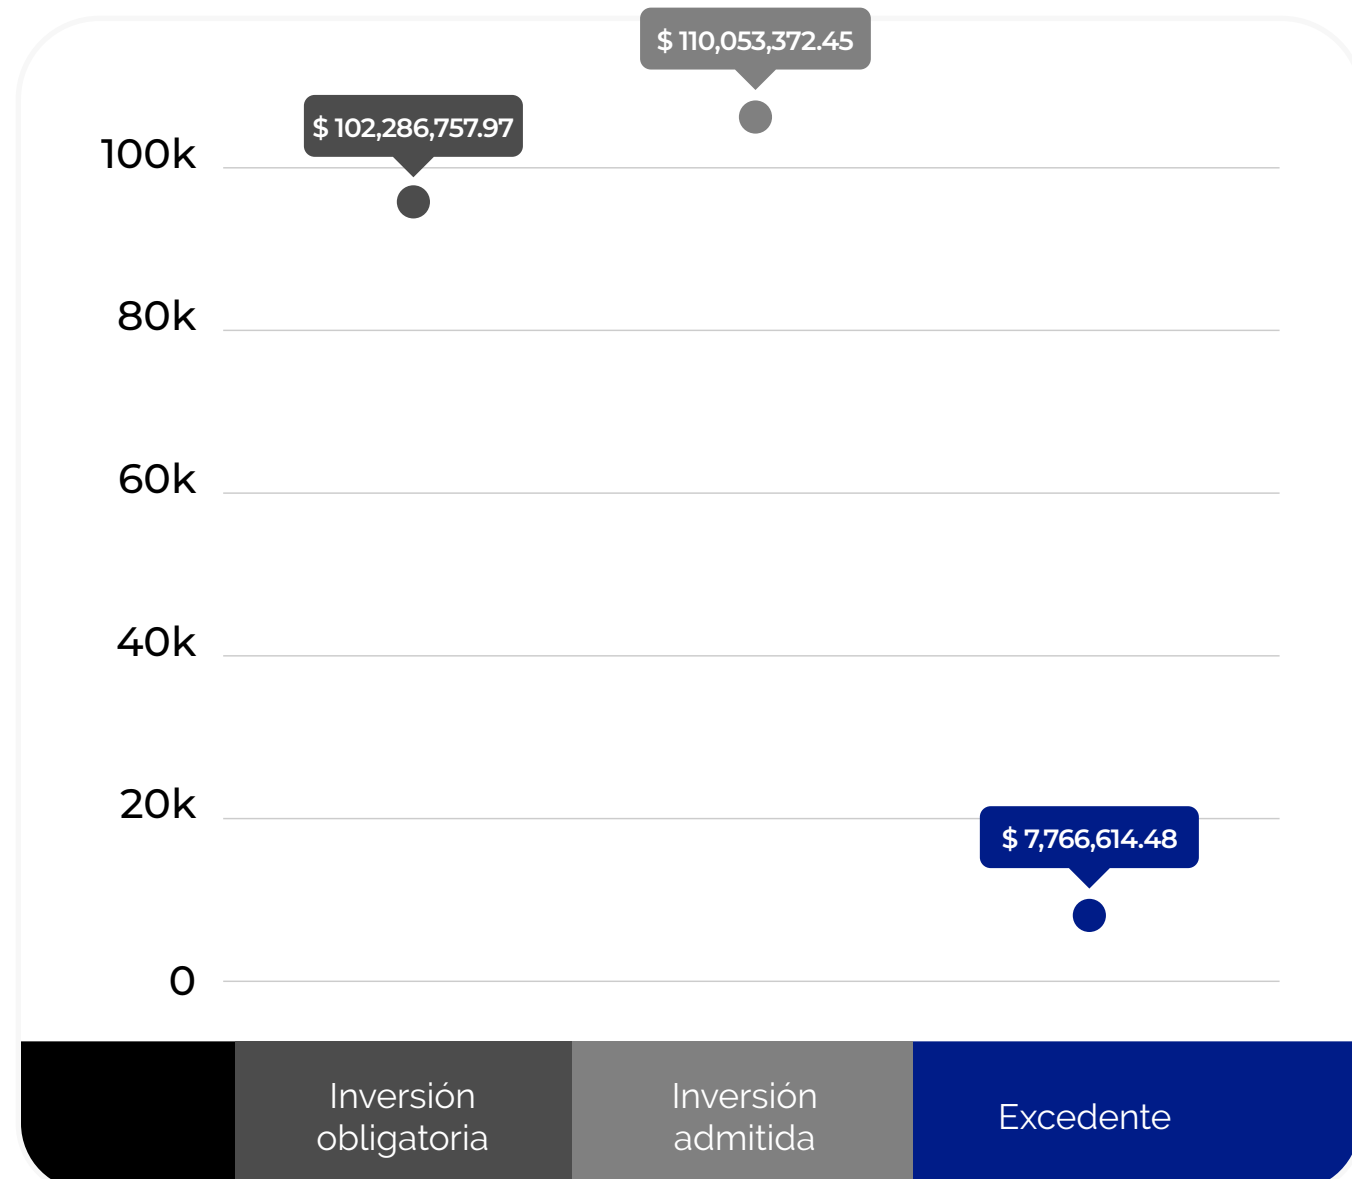 $ 110,053,372.45
$ 102,286,757.97
100k
80k
60k
40k
20k
$ 7,766,614.48
0
Inversión
obligatoria
Inversión
admitida
Excedente